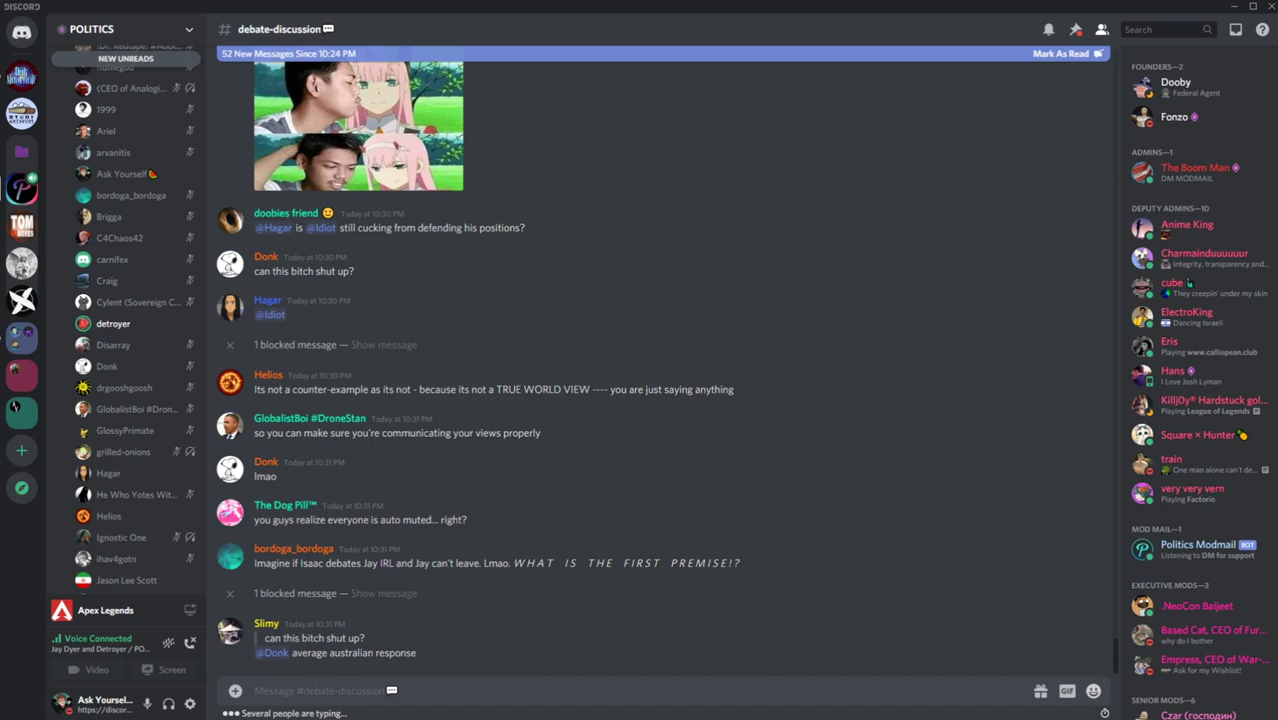 DISCORD
POLITICS
NEW UNREADS
(CEO of Analogi...
1999
Ariel
arvanitis
Ask Yourself
bordoga_bordoga
Brigga
C4Chaos42
carnifex
Craig
Cylent (Sovereign C...
detroyer
Disarray
Donk
drgooshgoosh
GlobalistBoi #Dron...
GlossyPrimate
grilled-onions
Hagar
He Who Yotes Wit...
Helios
Ignostic One
ihav4gotn
Jason Lee Scott
Apex Legends
Voice Connected
Jay Dyer and Detroyer / PO...
Video
Screen
Ask Yoursel...
https://discor...
# debate-discussion
Search
52 New Messages Since 10:24 PM
Mark As Read
doobies friend Today at 10:30 PM
@Hagar is @Idiot still cucking from defending his positions?
Donk Today at 10:30 PM
can this bitch shut up?
Hagar Today at 10:30 PM
@Idiot
1 blocked message — Show message
Helios Today at 10:30 PM
Its not a counter-example as its not - because its not a TRUE WORLD VIEW ---- you are just saying anything
GlobalistBoi #DroneStan Today at 10:31 PM
so you can make sure you're communicating your views properly
Donk Today at 10:31 PM
lmao
The Dog Pill™ Today at 10:31 PM
you guys realize everyone is auto muted... right?
bordoga_bordoga Today at 10:31 PM
Imagine if Isaac debates Jay IRL and Jay can't leave. Lmao. W H A T I S T H E F I R S T P R E M I S E ! ?
1 blocked message — Show message
Slimy Today at 10:31 PM
can this bitch shut up?
@Donk average australian response
Message #debate-discussion
GIF
Several people are typing...
FOUNDERS—2
Dooby
Federal Agent
Fonzo
ADMINS—1
The Boom Man
DM MODMAIL
DEPUTY ADMINS—10
Anime King
Charmainduuuuuur
Integrity, transparency and...
cube
They creepin' under my skin
ElectroKing
Dancing Israeli
Eris
Playing www.calliopean.club
Hans
I Love Josh Lyman
Killj0y® Hardstuck gol...
Playing League of Legends
Square × Hunter
train
One man alone can't de...
very very vern
Playing Factorio
MOD MAIL—1
Politics Modmail BOT
Listening to DM for support
EXECUTIVE MODS—3
.NeoCon Baljeet
Based Cat, CEO of Fur...
why do I bother
Empress, CEO of War-...
Ask for my Wishlist!
SENIOR MODS—6
Czar (господин)